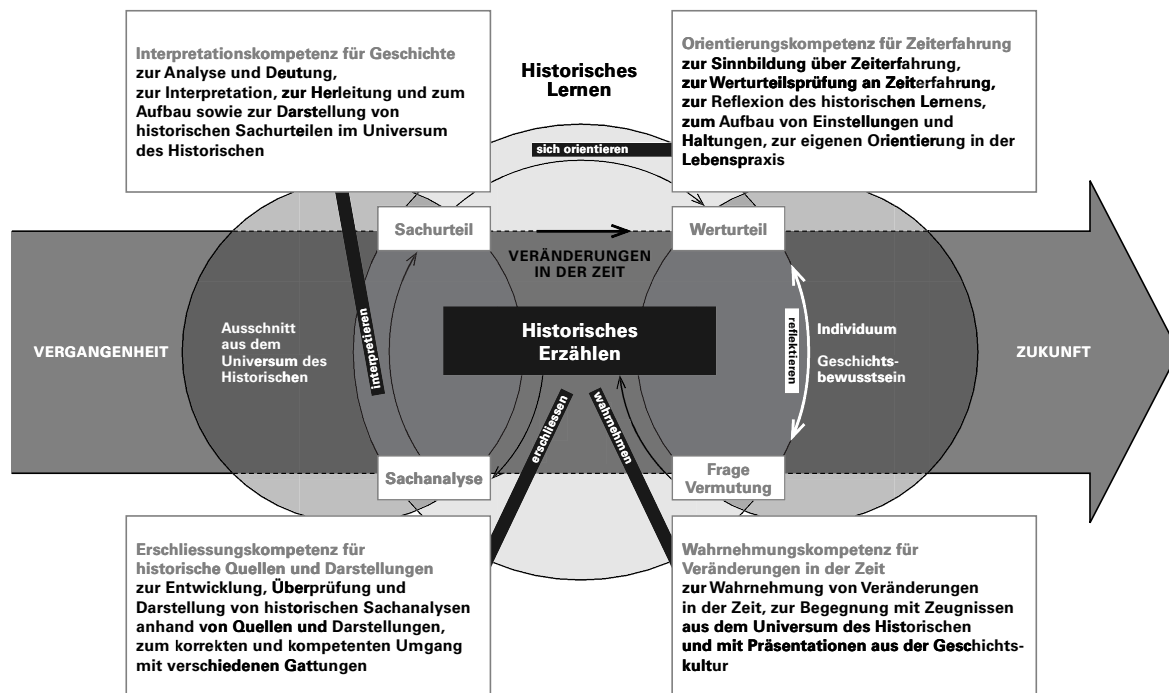 Interpretationskompetenz für Geschichte
zur Analyse und Deutung,
zur Interpretation, zur Herleitung und zum
Aufbau sowie zur Darstellung von
historischen Sachurteilen im Universum
des Historischen
Historisches
Lernen
Orientierungskompetenz für Zeiterfahrung
zur Sinnbildung über Zeiterfahrung,
zur Werturteilsprüfung an Zeiterfahrung,
zur Reflexion des historischen Lernens,
zum Aufbau von Einstellungen und
Haltungen, zur eigenen Orientierung in der
Lebenspraxis
sich orientieren
Sachurteil
Werturteil
VERÄNDERUNGEN
IN DER ZEIT
VERGANGENHEIT
Ausschnitt
aus dem
Universum des
Historischen
interpretieren
Historisches
Erzählen
reflektieren
Individuum
Geschichts-
bewusstsein
ZUKUNFT
erschliessen
wahrnehmen
Sachanalyse
Frage
Vermutung
Erschliessungskompetenz für
historische Quellen und Darstellungen
zur Entwicklung, Überprüfung und
Darstellung von historischen Sachanalysen
anhand von Quellen und Darstellungen,
zum korrekten und kompetenten Umgang
mit verschiedenen Gattungen
Wahrnehmungskompetenz für
Veränderungen in der Zeit
zur Wahrnehmung von Veränderungen
in der Zeit, zur Begegnung mit Zeugnissen
aus dem Universum des Historischen
und mit Präsentationen aus der Geschichts-
kultur